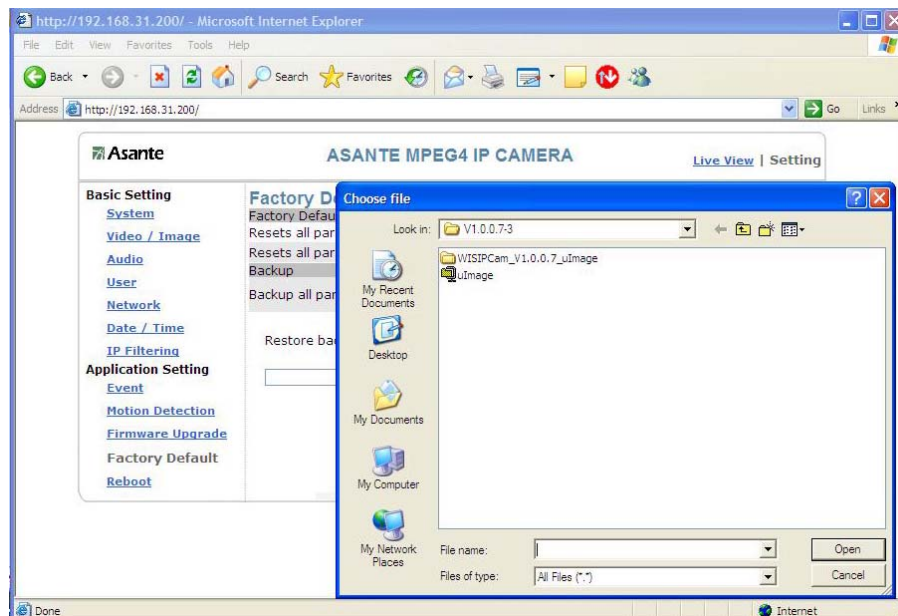 http://192.168.31.200/ - Microsoft Internet Explorer
File Edit View Favorites Tools Help
Back Search Favorites
Address http://192.168.31.200/ Go Links
Asante ASANTE MPEG4 IP CAMERA Live View | Setting
Basic Setting
System
Video / Image
Audio
User
Network
Date / Time
IP Filtering
Application Setting
Event
Motion Detection
Firmware Upgrade
Factory Default
Reboot
Factory D
Factory Defau
Resets all par
Resets all par
Backup
Backup all par
Restore ba
Choose file
Look in: V1.0.0.7-3
My Recent Documents
Desktop
My Documents
My Computer
My Network Places
WISIPCam_V1.0.0.7_uImage
uImage
File name: Open
Files of type: All Files (*.*) Cancel
Done Internet